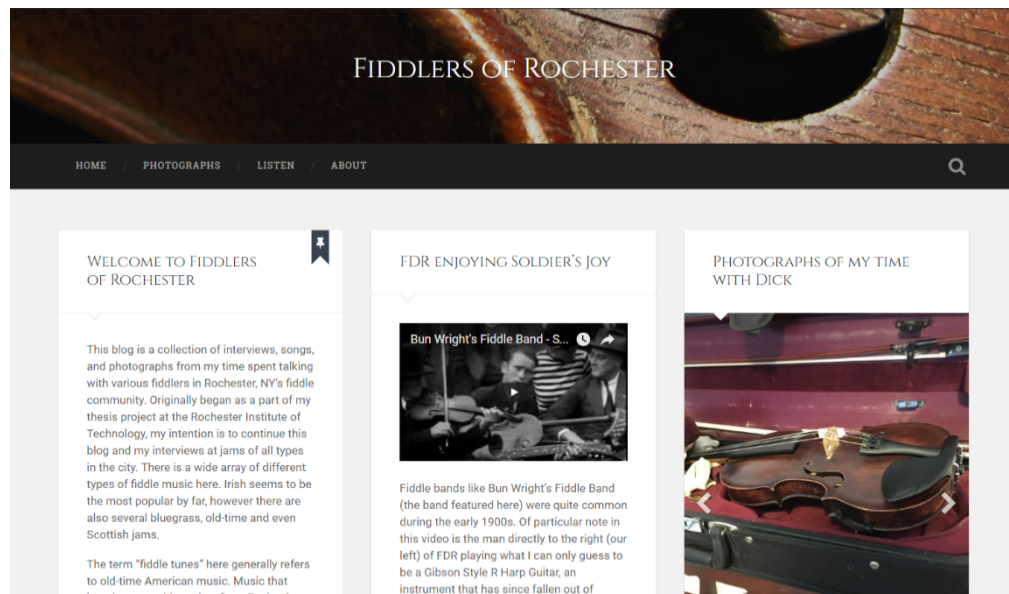 Fiddlers of Rochester
HOME / PHOTOGRAPHS / LISTEN / ABOUT
Welcome to Fiddlers
of Rochester
This blog is a collection of interviews, songs,
and photographs from my time spent talking
with various fiddlers in Rochester, NY's fiddle
community. Originally began as a part of my
thesis project at the Rochester Institute of
Technology, my intention is to continue this
blog and my interviews at jams of all types
in the city. There is a wide array of different
types of fiddle music here. Irish seems to be
the most popular by far, however there are
also several bluegrass, old-time and even
Scottish jams.
The term “fiddle tunes” here generally refers
to old-time American music. Music that
FDR enjoying Soldier's Joy
Bun Wright's Fiddle Band - S...
Fiddle bands like Bun Wright's Fiddle Band
(the band featured here) were quite common
during the early 1900s. Of particular note in
this video is the man directly to the right (our
left) of FDR playing what I can only guess to
be a Gibson Style R Harp Guitar, an
instrument that has since fallen out of
Photographs of my time
with Dick